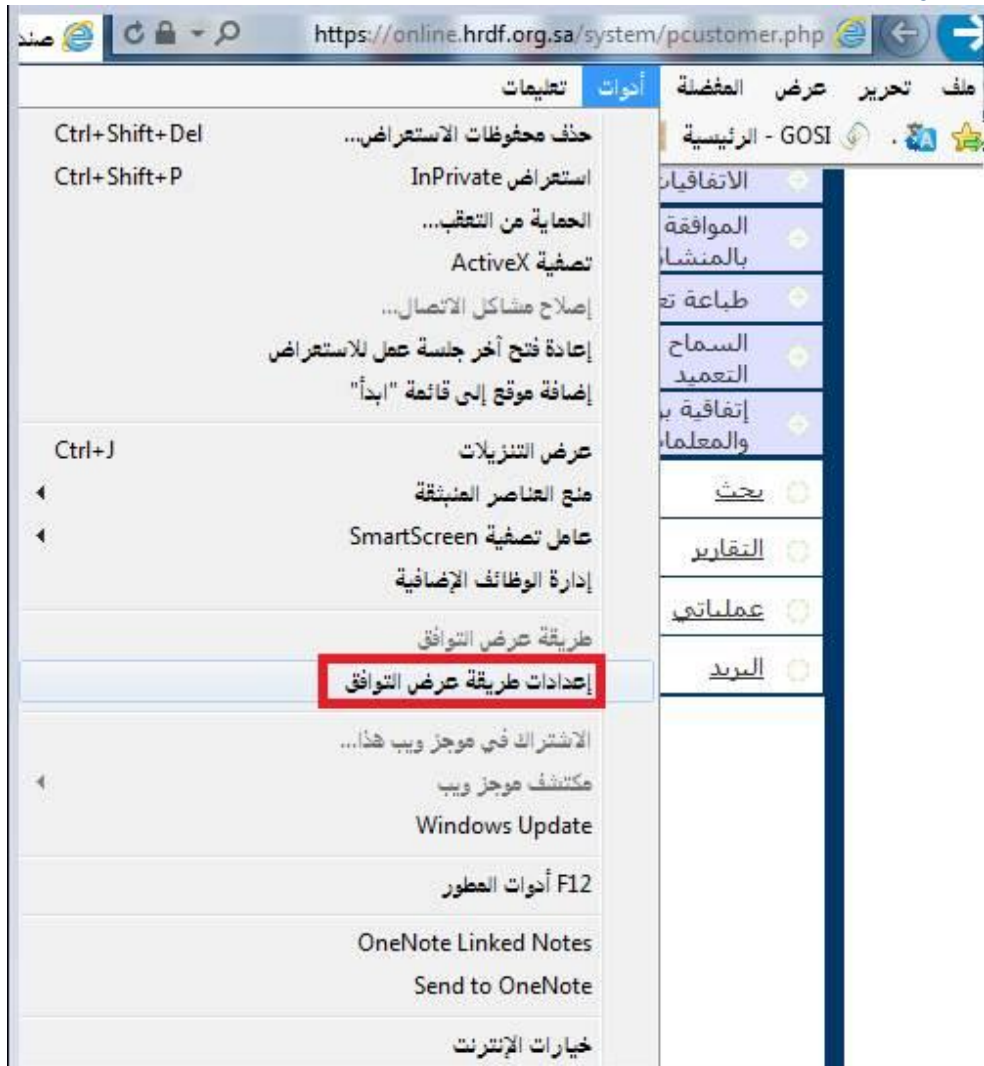 https://online.hrdf.org.sa/system/pcustomer.php
ملف تحرير عرض المفضلة أدوات تعليمات
GOSI - الرئيسية
حذف محفوظات الاستعراض... Ctrl+Shift+Del
استعراض InPrivate Ctrl+Shift+P
الحماية من التعقب...
تصفية ActiveX
إصلاح مشاكل الاتصال...
إعادة فتح آخر جلسة عمل للاستعراض
إضافة موقع إلى قائمة "ابدأ"
عرض التنزيلات Ctrl+J
منع العناصر المنبثقة
عامل تصفية SmartScreen
إدارة الوظائف الإضافية
طريقة عرض التوافق
إعدادات طريقة عرض التوافق
الاشتراك في موجز ويب هذا...
مكتشف موجز ويب
Windows Update
F12 أدوات المطور
OneNote Linked Notes
Send to OneNote
خيارات الإنترنت
الموافقة
طباعة
السماح
التعميد
إتفاقية
بحث
التقارير
عملياتي
البريد